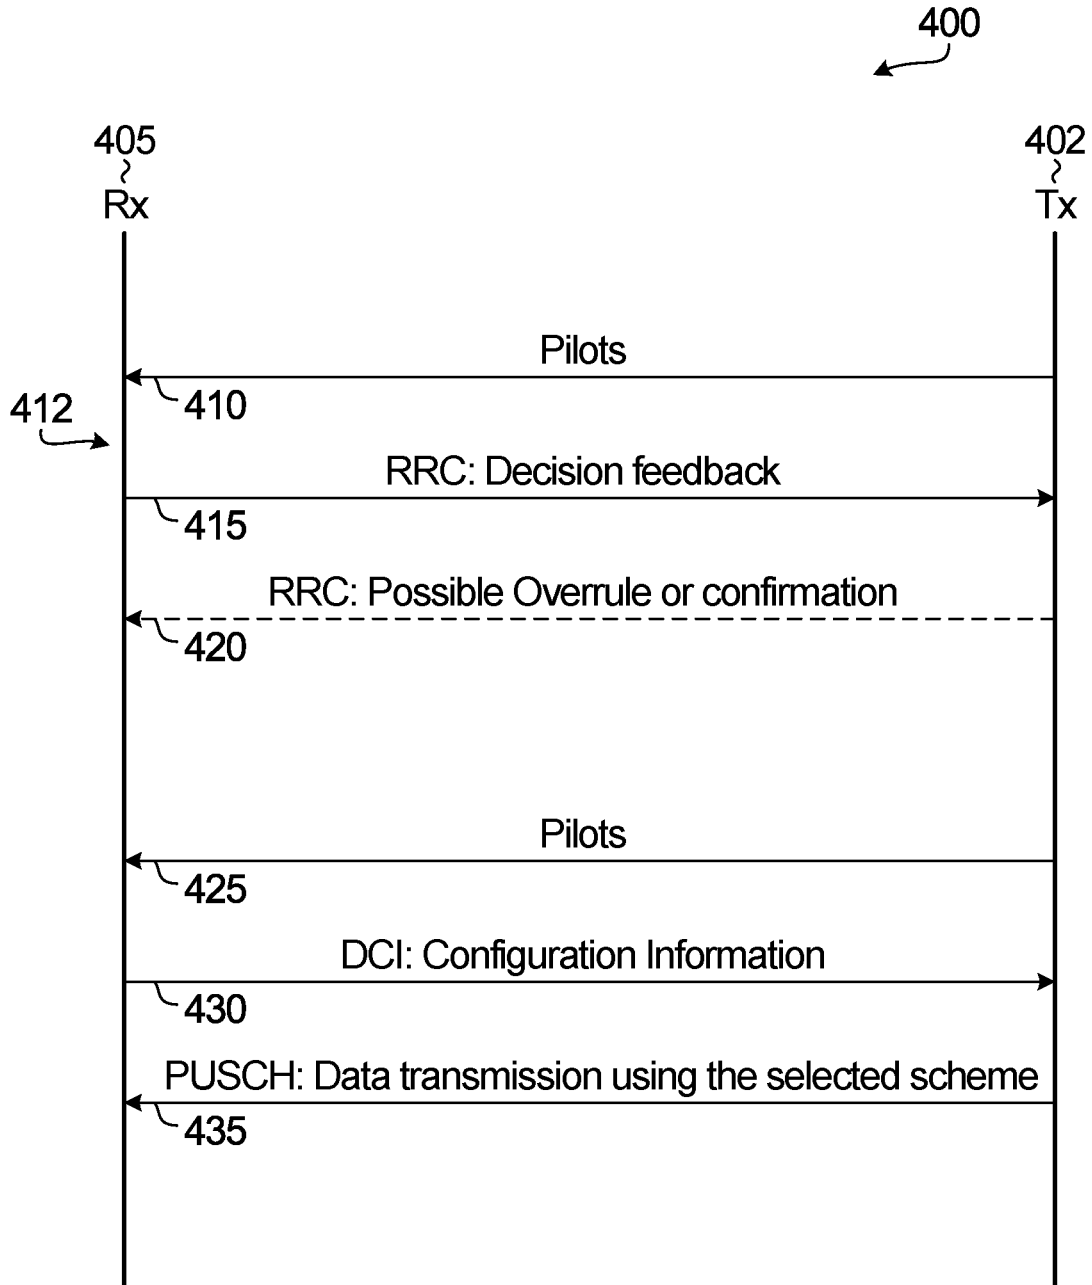 400
405
402
Rx
Tx
Pilots
410
412
RRC: Decision feedback
415
RRC: Possible Overrule or confirmation
420
Pilots
425
DCI: Configuration Information
430
PUSCH: Data transmission using the selected scheme
435